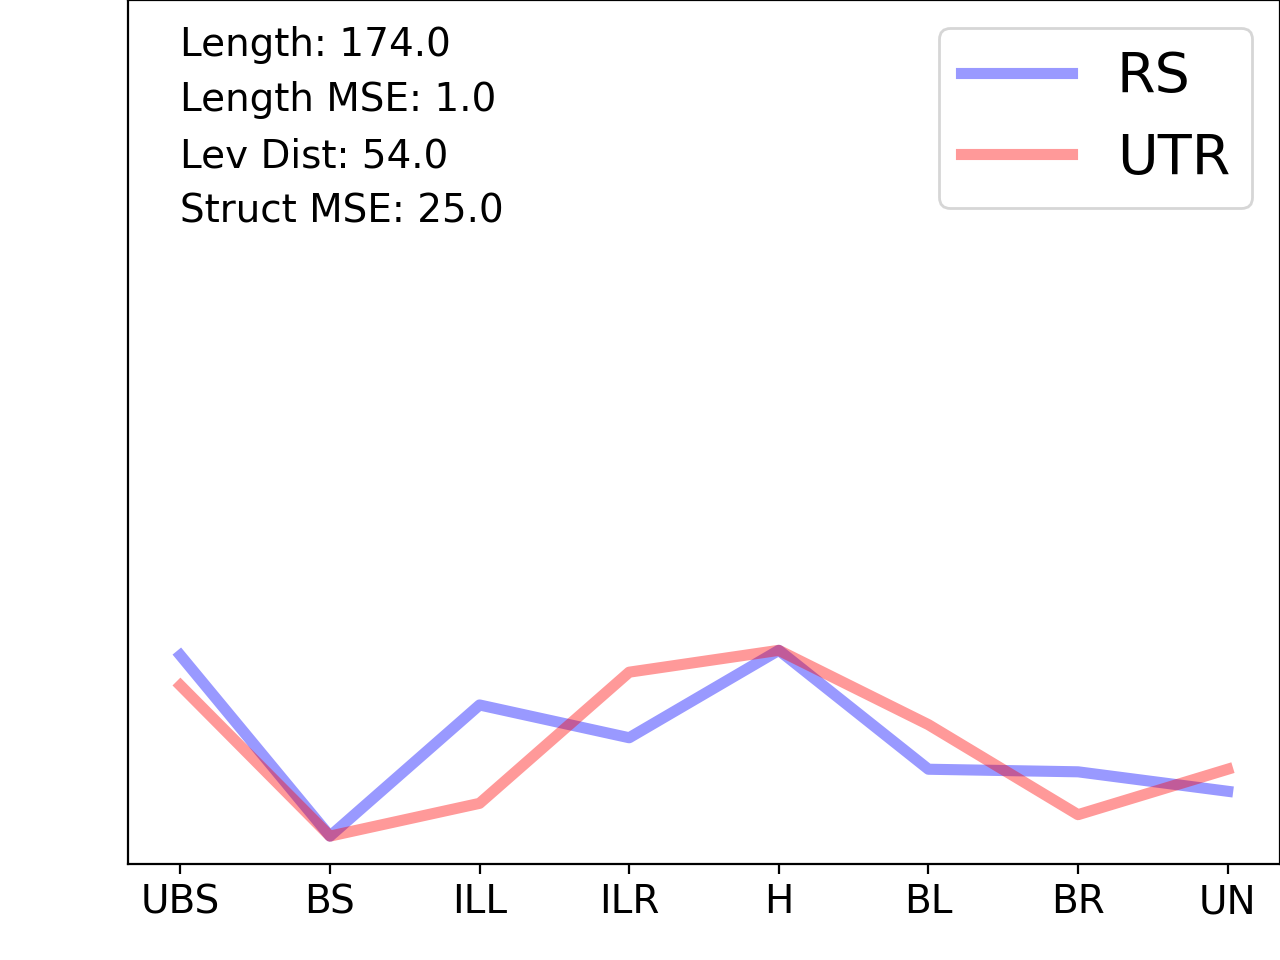 Length: 174.0
Length MSE: 1.0
Lev Dist: 54.0
Struct MSE: 25.0
RS
UTR
UBS BS ILL ILR H BL BR UN